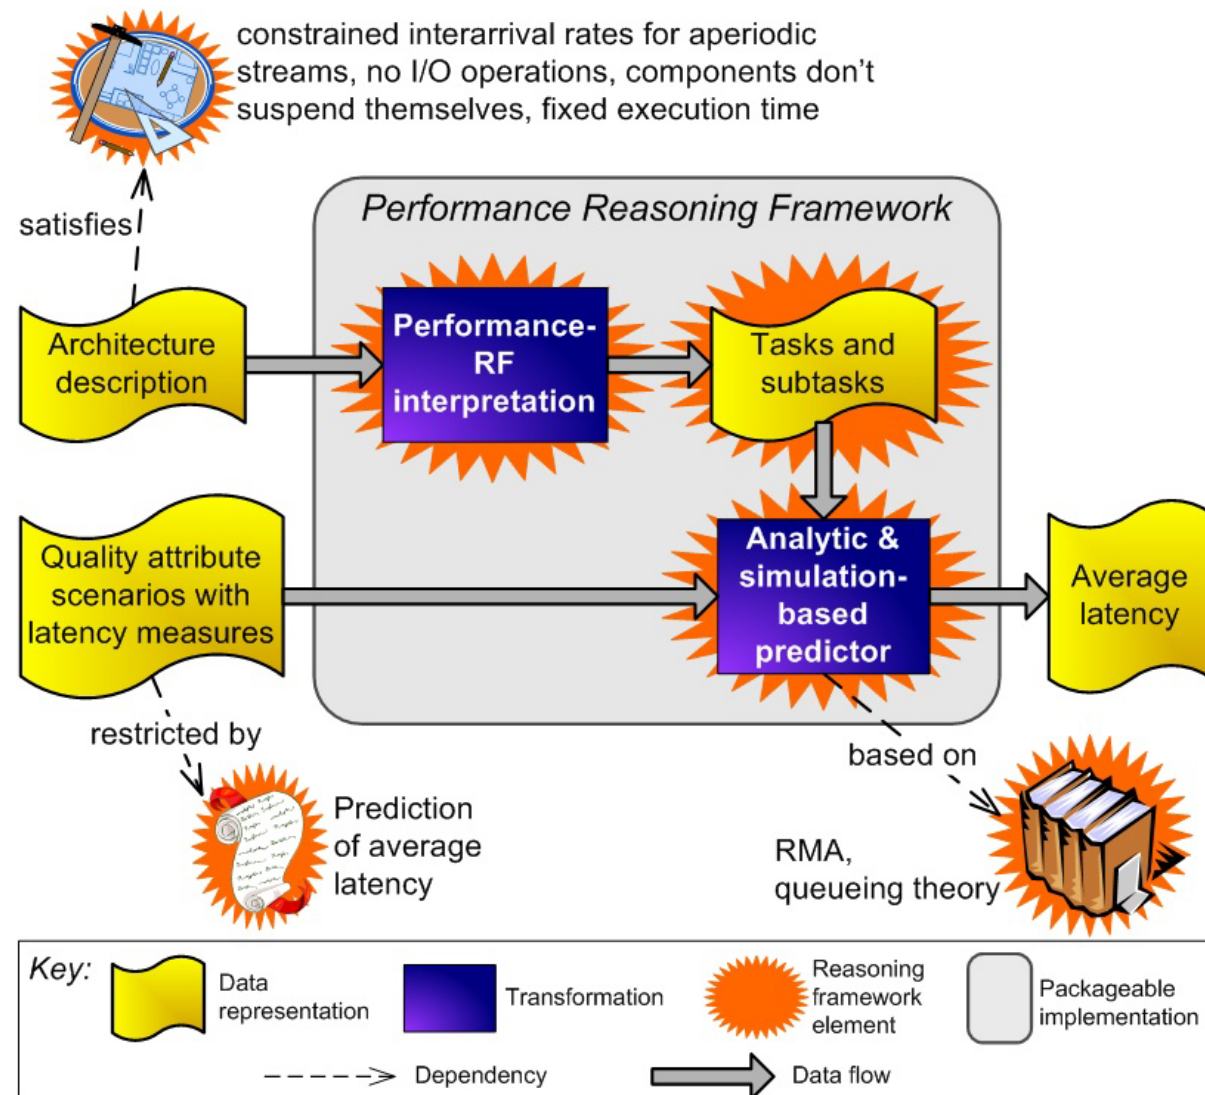 constrained interarrival rates for aperiodic
streams, no I/O operations, components don't
suspend themselves, fixed execution time
satisfies
Performance Reasoning Framework
Architecture
description
Performance-
RF
interpretation
Tasks and
subtasks
Quality attribute
scenarios with
latency measures
Analytic &
simulation-
based
predictor
Average
latency
restricted by
based on
Prediction
of average
latency
RMA,
queueing theory
Key:
Data
representation
Transformation
Reasoning
framework
element
Packageable
implementation
Dependency
Data flow